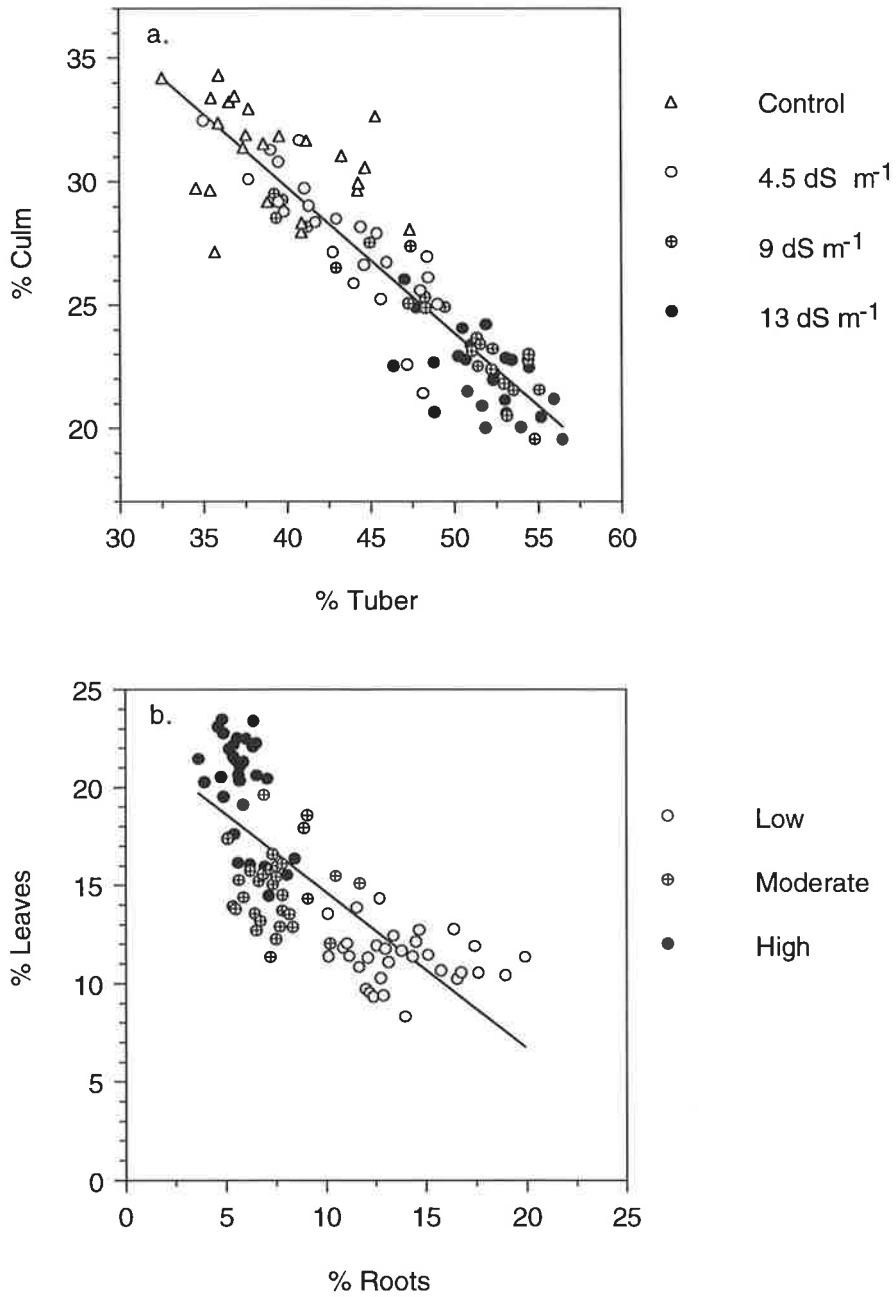 a.
% Culm
35
30
25
20
30 35 40 45 50 55 60
% Tuber
Control
4.5 dS m-1
9 dS m-1
13 dS m-1
b.
% Leaves
25
20
15
10
5
0
0 5 10 15 20 25
% Roots
Low
Moderate
High